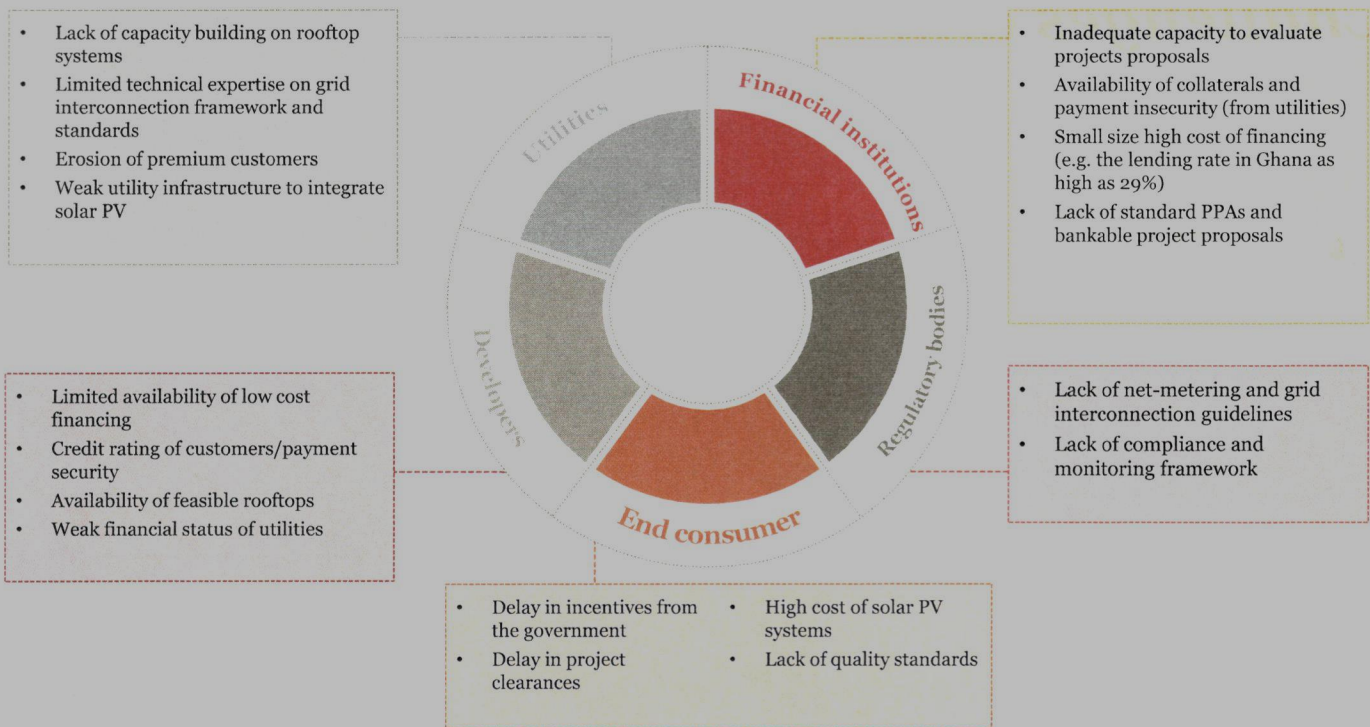 • Lack of capacity building on rooftop
systems
• Limited technical expertise on grid
interconnection framework and
standards
• Erosion of premium customers
• Weak utility infrastructure to integrate
solar PV
Utilities
Financial institutions
• Inadequate capacity to evaluate
projects proposals
• Availability of collaterals and
payment insecurity (from utilities)
• Small size high cost of financing
(e.g. the lending rate in Ghana as
high as 29%)
• Lack of standard PPAs and
bankable project proposals
Developers
Regulatory bodies
End consumer
• Limited availability of low cost
financing
• Credit rating of customers/payment
security
• Availability of feasible rooftops
• Weak financial status of utilities
• Lack of net-metering and grid
interconnection guidelines
• Lack of compliance and
monitoring framework
• Delay in incentives from
the government
• Delay in project
clearances
• High cost of solar PV
systems
• Lack of quality standards